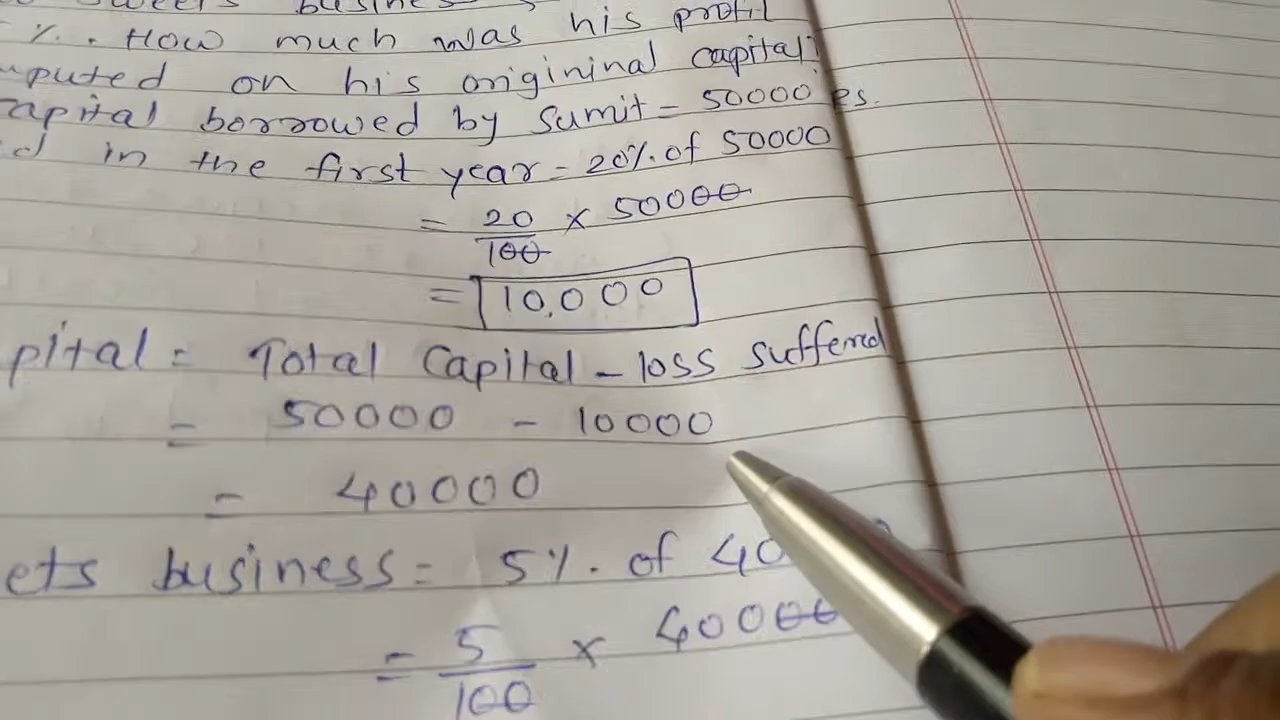 business
%. How much was his profit
puted on his origininal capital?
apital borrowed by Sumit = 50000 Rs.
d in the first year = 20% of 50000
= 20/100 × 50000
= 10,000
pital = Total Capital - loss suffered
= 50000 - 10000
= 40000
ets business = 5% of 40
= 5/100 × 40000